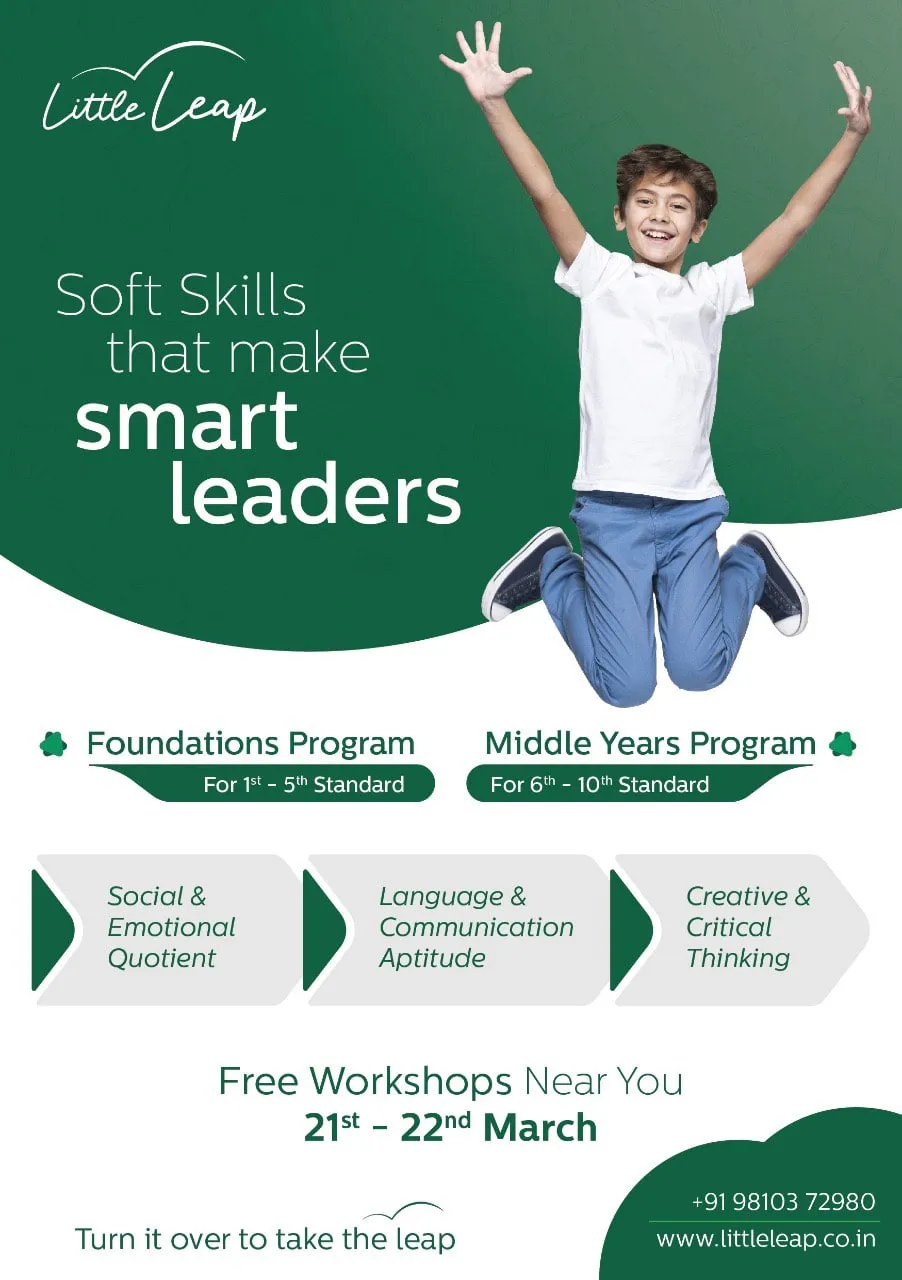 Little Leap
Soft Skills
that make
smart
leaders
Foundations Program
For 1st - 5th Standard
Middle Years Program
For 6th - 10th Standard
Social &
Emotional
Quotient
Language &
Communication
Aptitude
Creative &
Critical
Thinking
Free Workshops Near You
21st - 22nd March
Turn it over to take the leap
+91 98103 72980
www.littleleap.co.in